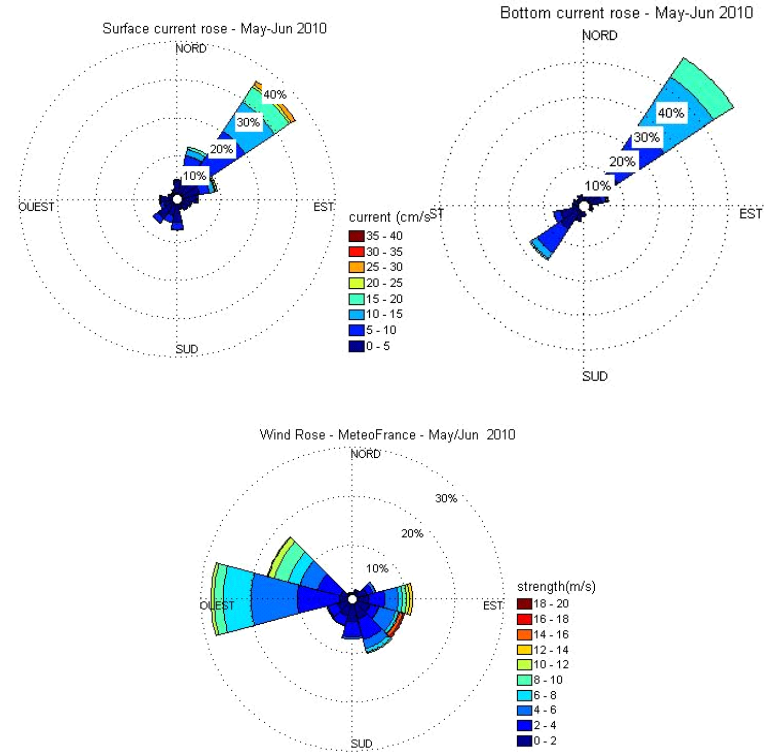 Surface current rose - May-Jun 2010
NORD
40%
30%
20%
10%
OUEST
EST
SUD
Bottom current rose - May-Jun 2010
NORD
40%
30%
20%
10%
ST
EST
SUD
current (cm/s
35 - 40
30 - 35
25 - 30
20 - 25
15 - 20
10 - 15
5 - 10
0 - 5
Wind Rose - MeteoFrance - May/Jun 2010
NORD
30%
20%
10%
OUEST
EST
SUD
strength(m/s)
18 - 20
16 - 18
14 - 16
12 - 14
10 - 12
8 - 10
6 - 8
4 - 6
2 - 4
0 - 2